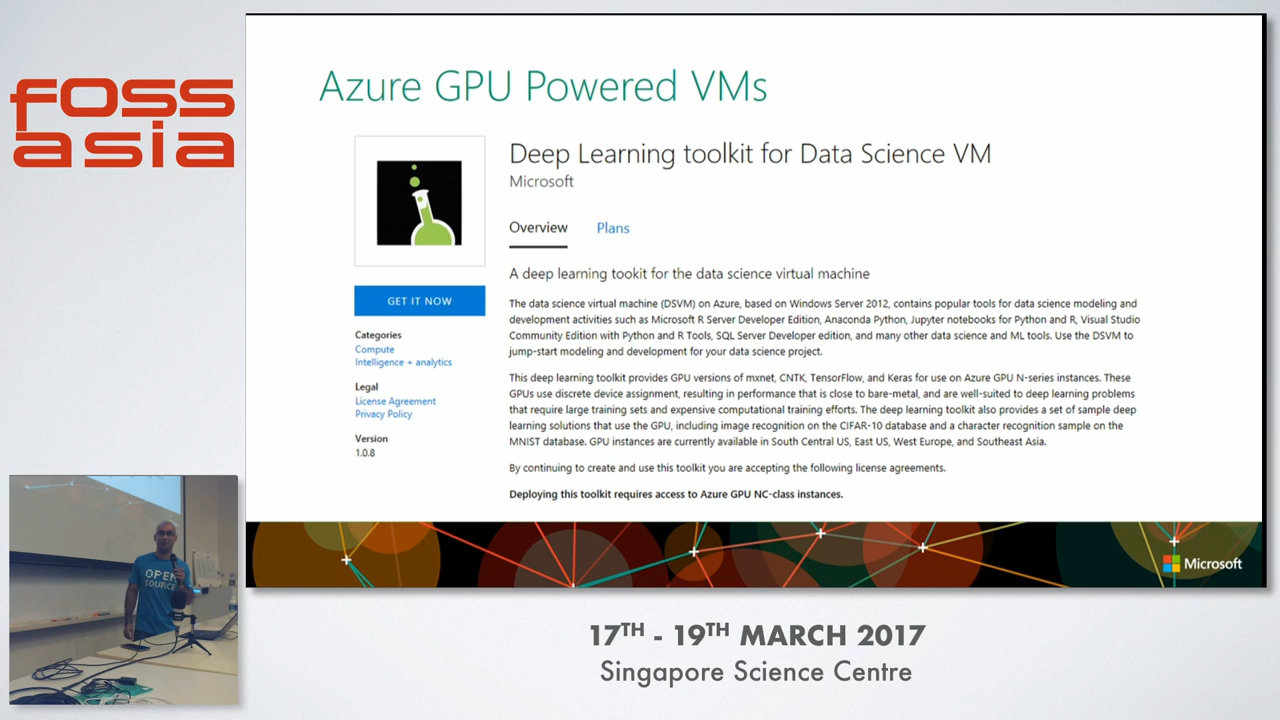 foss
asia
Azure GPU Powered VMs
Deep Learning toolkit for Data Science VM
Microsoft
Overview Plans
GET IT NOW
Categories
Compute
Intelligence + analytics
Legal
License Agreement
Privacy Policy
Version
1.0.8
A deep learning tookit for the data science virtual machine
The data science virtual machine (DSVM) on Azure, based on Windows Server 2012, contains popular tools for data science modeling and
development activities such as Microsoft R Server Developer Edition, Anaconda Python, Jupyter notebooks for Python and R, Visual Studio
Community Edition with Python and R Tools, SQL Server Developer edition, and many other data science and ML tools. Use the DSVM to
jump-start modeling and development for your data science project.
This deep learning toolkit provides GPU versions of mxnet, CNTK, TensorFlow, and Keras for use on Azure GPU N-series instances. These
GPUs use discrete device assignment, resulting in performance that is close to bare-metal, and are well-suited to deep learning problems
that require large training sets and expensive computational training efforts. The deep learning toolkit also provides a set of sample deep
learning solutions that use the GPU, including image recognition on the CIFAR-10 database and a character recognition sample on the
MNIST database. GPU instances are currently available in South Central US, East US, West Europe, and Southeast Asia.
By continuing to create and use this toolkit you are accepting the following license agreements.
Deploying this toolkit requires access to Azure GPU NC-class instances.
Microsoft
OPEN
SOURCE
17TH - 19TH MARCH 2017
Singapore Science Centre